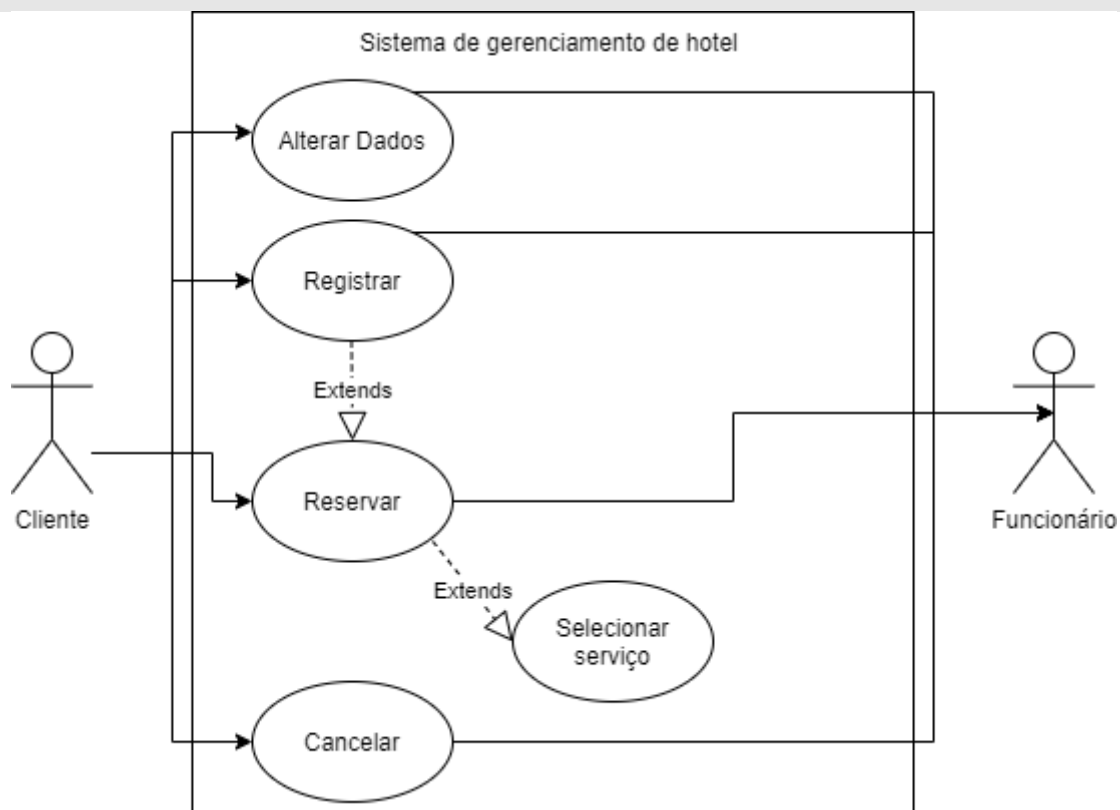 Sistema de gerenciamento de hotel
Alterar Dados
Registrar
Extends
Reservar
Cliente
Funcionário
Extends
Selecionar
serviço
Cancelar